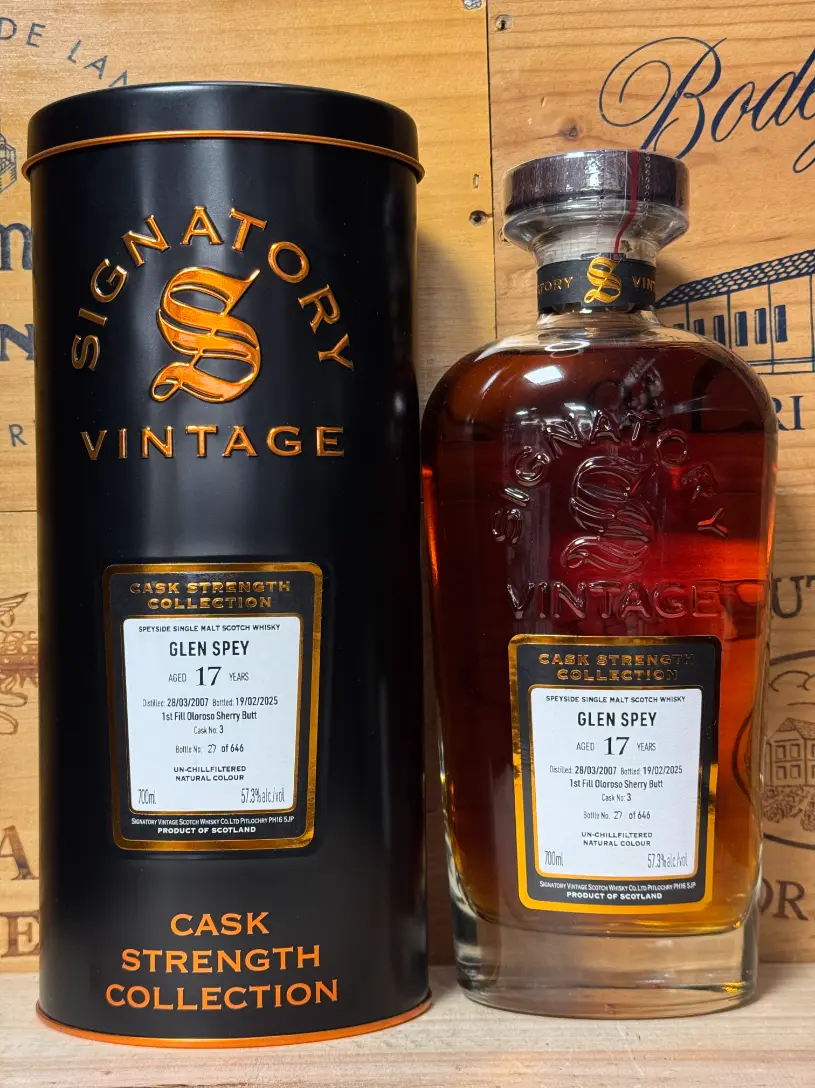 SIGNATORY
S
VINTAGE
CASK STRENGTH
COLLECTION
SPEYSIDE SINGLE MALT SCOTCH WHISKY
GLEN SPEY
AGED 17 YEARS
Distilled: 28/03/2007 Bottled: 19/02/2025
1st Fill Oloroso Sherry Butt
Cask No: 3
Bottle No: 27 of 646
UN-CHILLFILTERED
NATURAL COLOUR
700ml 57.3%alc/vol
SIGNATORY VINTAGE SCOTCH WHISKY CO. LTD PITLOCHRY PH16 5JP
PRODUCT OF SCOTLAND
CASK
STRENGTH
COLLECTION
TORY S VINT
SIGNATORY
S
VINTAGE
CASK STRENGTH
COLLECTION
SPEYSIDE SINGLE MALT SCOTCH WHISKY
GLEN SPEY
AGED 17 YEARS
Distilled: 28/03/2007 Bottled: 19/02/2025
1st Fill Oloroso Sherry Butt
Cask No: 3
Bottle No. 27 of 646
UN-CHILLFILTERED
NATURAL COLOUR
700ml 57.3%alc/vol
SIGNATORY VINTAGE SCOTCH WHISKY CO. LTD PITLOCHRY PH16 5JP
PRODUCT OF SCOTLAND
DE LAN
Bode